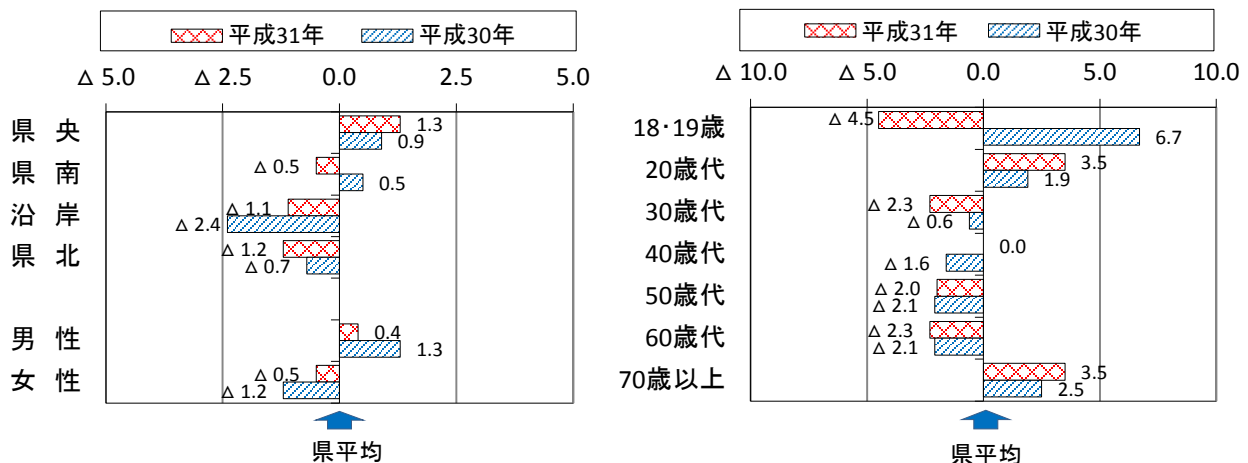 平成31年 平成30年
△ 5.0 △ 2.5 0.0 2.5 5.0
県 央 1.3
0.9
県 南 △ 0.5
0.5
沿 岸 △ 1.1
△ 2.4
県 北 △ 1.2
△ 0.7
男 性 0.4
1.3
女 性 △ 0.5
△ 1.2
県平均
平成31年 平成30年
△ 10.0 △ 5.0 0.0 5.0 10.0
18･19歳 △ 4.5
6.7
20歳代 3.5
1.9
30歳代 △ 2.3
△ 0.6
40歳代 0.0
△ 1.6
50歳代 △ 2.0
△ 2.1
60歳代 △ 2.3
△ 2.1
70歳以上 3.5
2.5
県平均